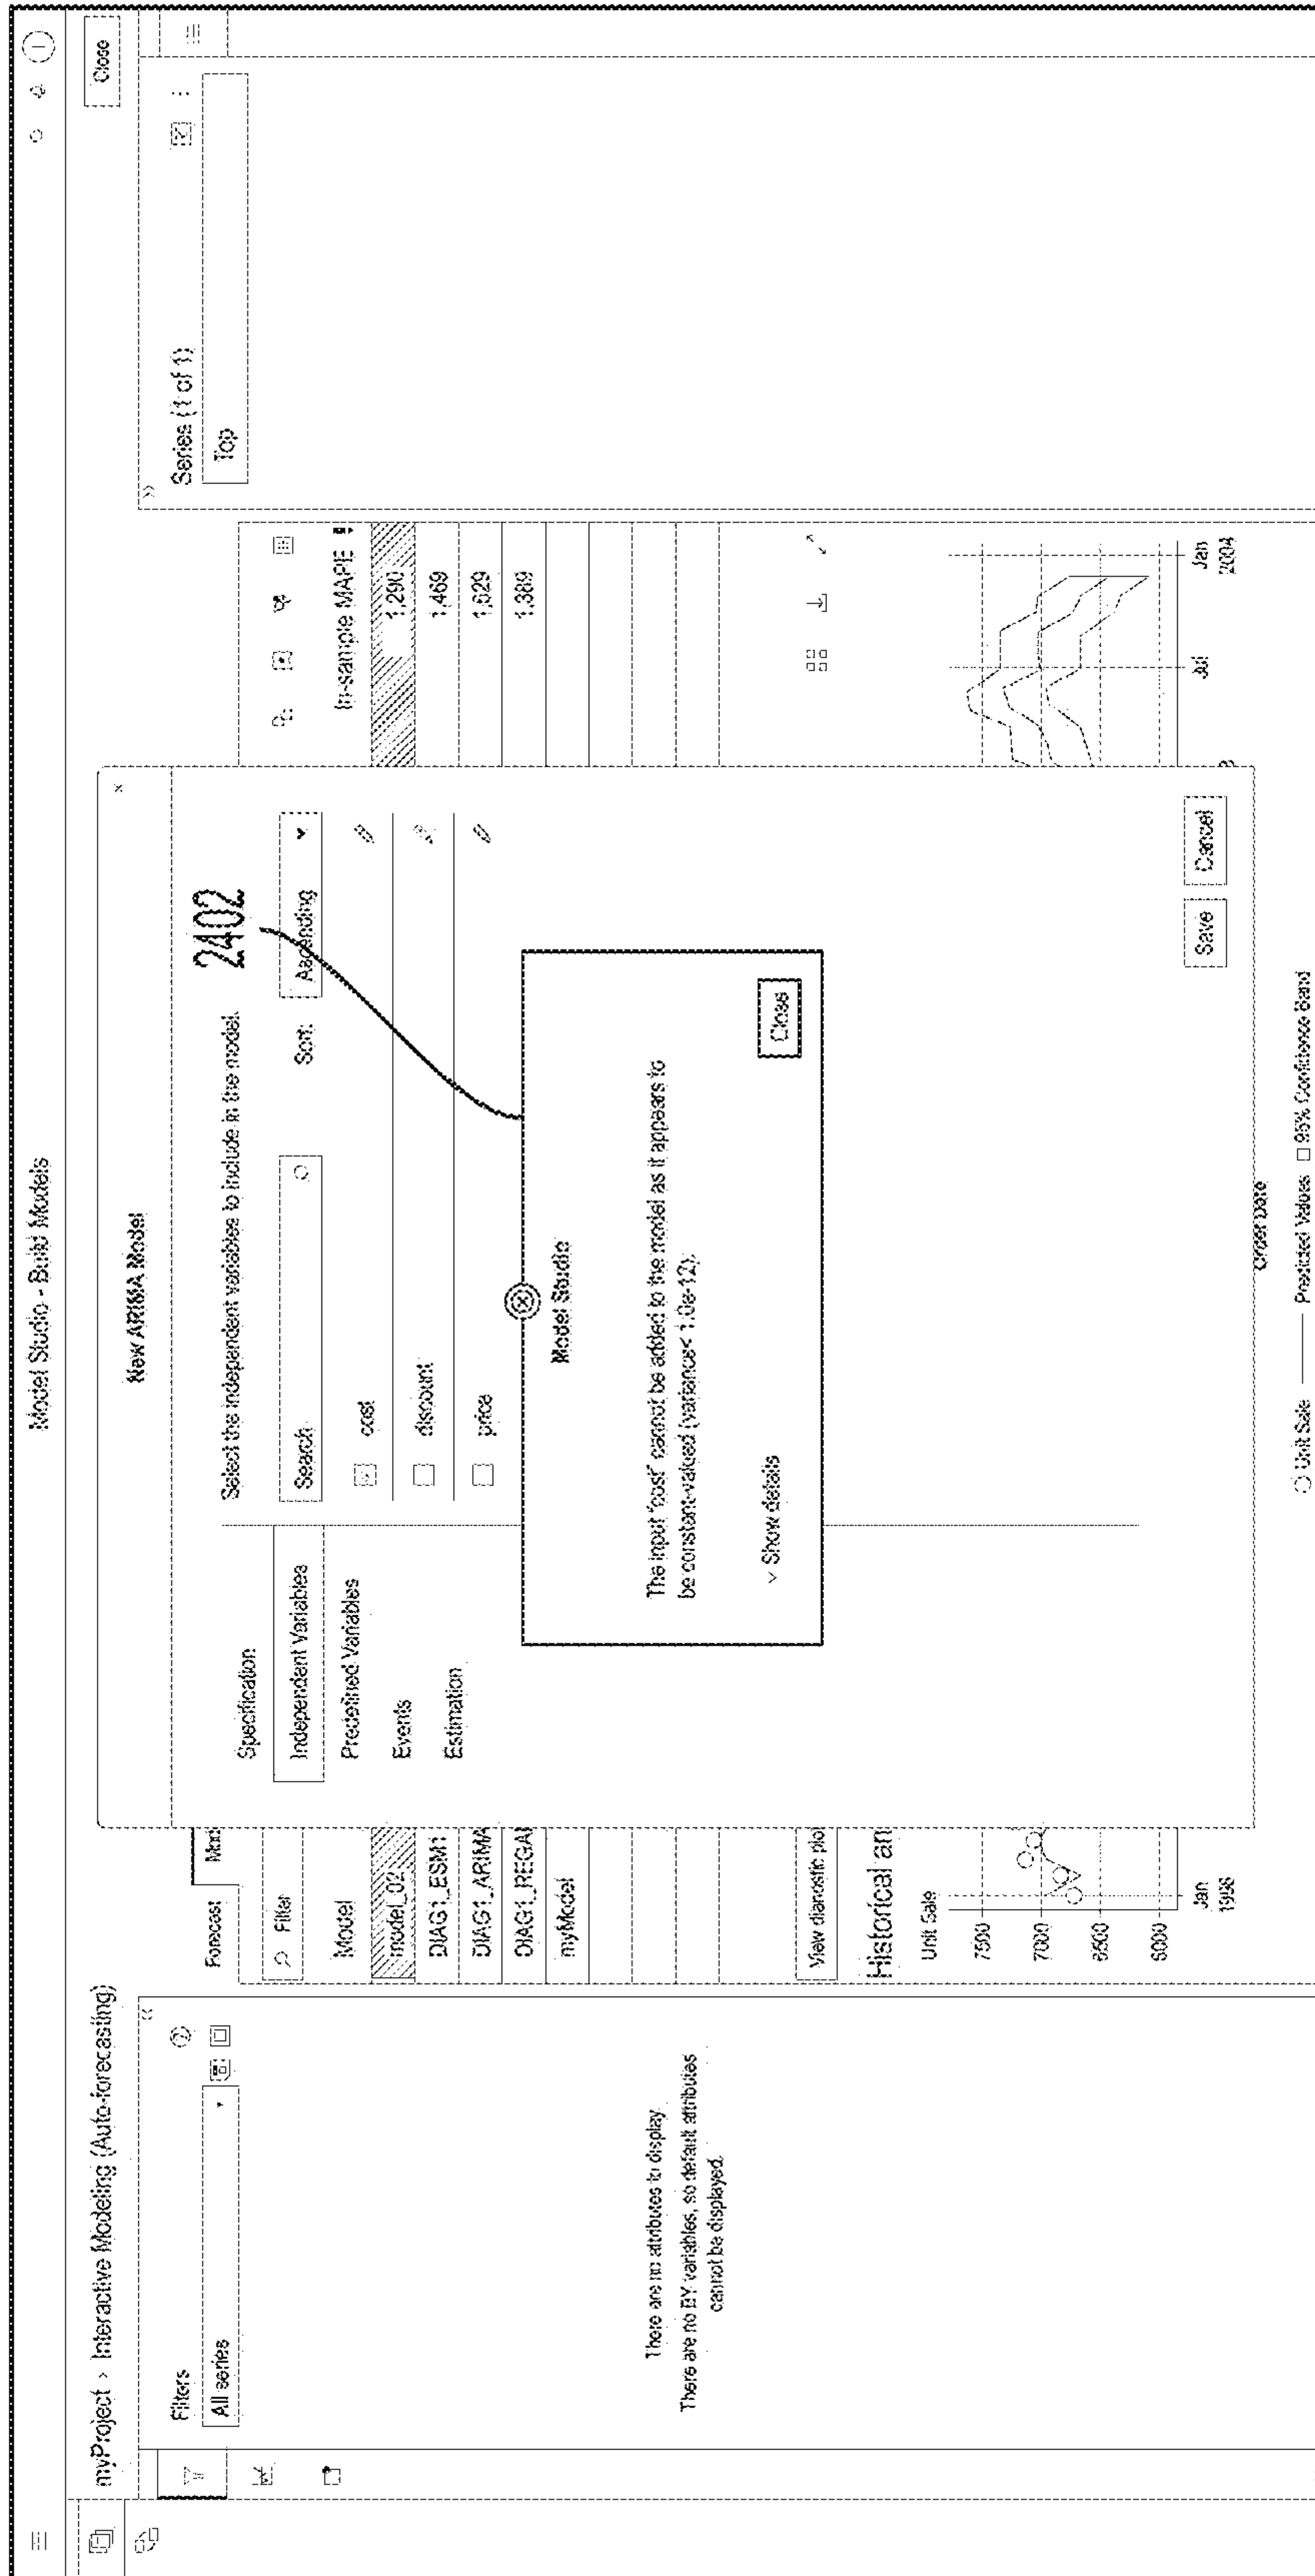 Model Studio - Build Models
myProject > Interactive Modeling (Auto-forecasting)
Close
Filters
All series
There are no attributes to display.
There are no BY variables, so default attributes
cannot be displayed.
Forecast
Mod
Filter
Model
In-sample MAPE
model_02
1.290
DIAG1_ESM1
1.469
DIAG1_ARIMA
1.629
DIAG1_REGAI
1.389
myModel
View dianostic plot
Historical an
Unit Sale
7500
7000
6500
6000
Jan
1998
Jul
Jan
2004
Order Date
Unit Sale
Predicted Values
95% Confidence Band
New ARIMA Model
×
Specification
Independent Variables
Predefined Variables
Events
Estimation
Select the independent variables to include in the model.
2402
Search
Sort:
Ascending
cost
discount
price
Model Studio
The input "cost" cannot be added to the model as it appears to
be constant-valued (variance< 1.0e-12).
Show details
Close
Save
Cancel
Series (1 of 1)
Top